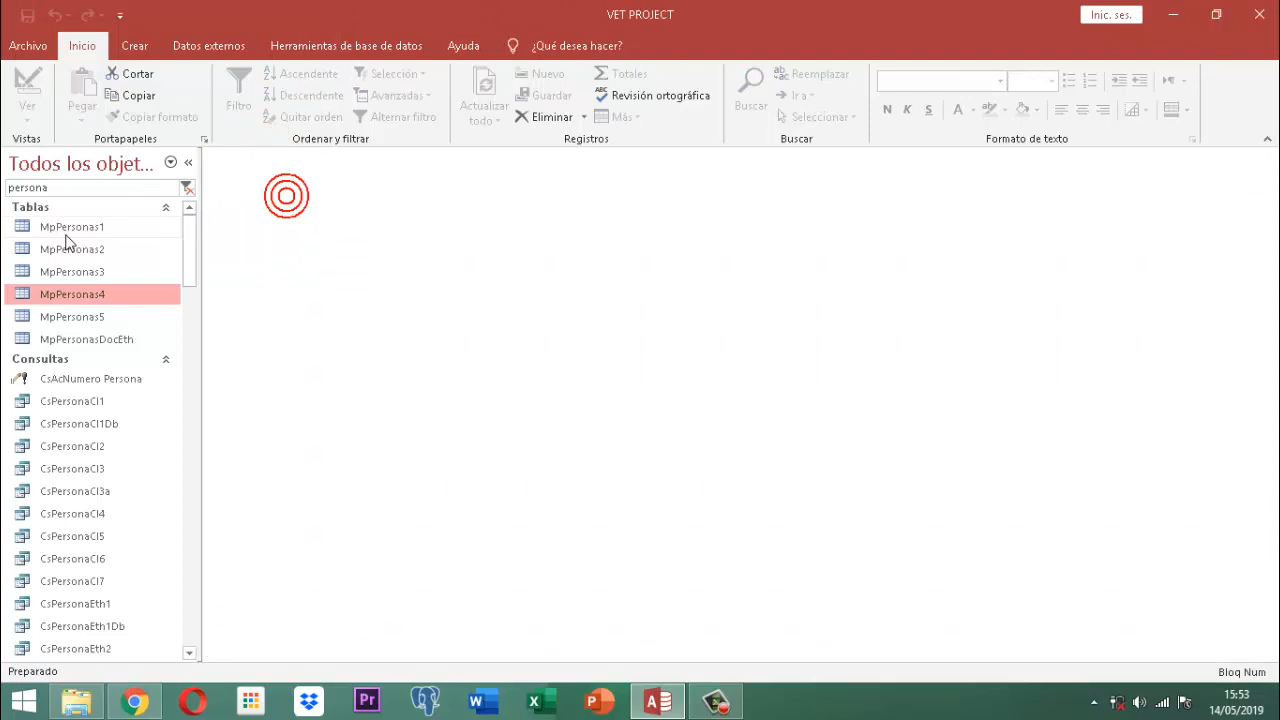 VET PROJECT
Inic. ses.
Archivo Inicio Crear Datos externos Herramientas de base de datos Ayuda ¿Qué desea hacer?
Ver
Vistas
Pegar
Cortar
Copiar
Copiar formato
Portapapeles
Filtro
Ascendente
Descendente
Quitar orden
Selección
Avanzadas
Alternar filtro
Ordenar y filtrar
Actualizar todo
Nuevo
Guardar
Eliminar
Totales
Revisión ortográfica
Más
Registros
Buscar
Reemplazar
Ir a
Seleccionar
Buscar
N K S A
Formato de texto
Todos los objet...
persona
Tablas
MpPersonas1
MpPersonas2
MpPersonas3
MpPersonas4
MpPersonas5
MpPersonasDocEth
Consultas
CsAcNumero Persona
CsPersonaCl1
CsPersonaCl1Db
CsPersonaCl2
CsPersonaCl3
CsPersonaCl3a
CsPersonaCl4
CsPersonaCl5
CsPersonaCl6
CsPersonaCl7
CsPersonaEth1
CsPersonaEth1Db
CsPersonaEth2
Preparado
Bloq Num
Pr
15:53
14/05/2019